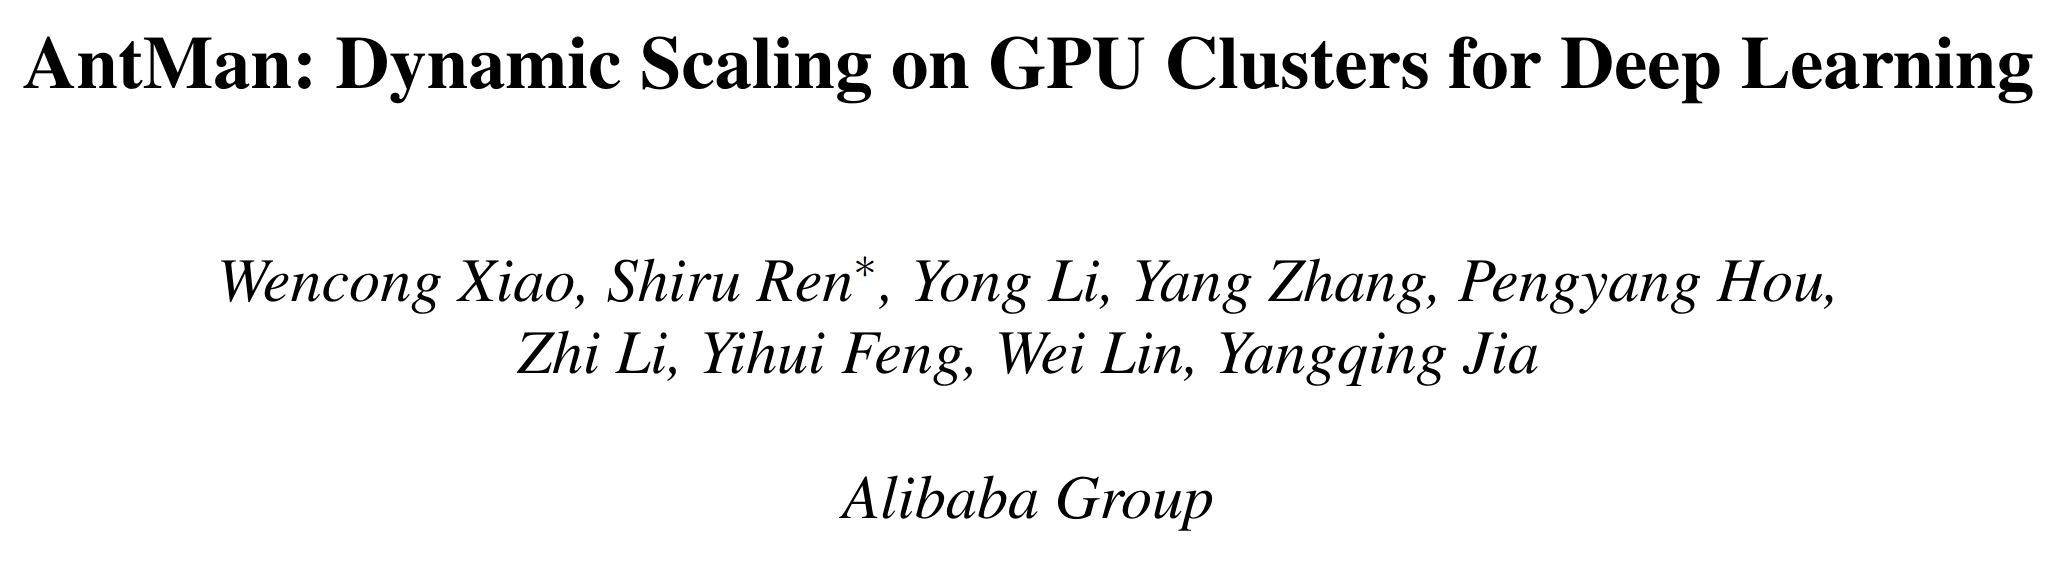 AntMan: Dynamic Scaling on GPU Clusters for Deep Learning
Wencong Xiao, Shiru Ren*, Yong Li, Yang Zhang, Pengyang Hou,
Zhi Li, Yihui Feng, Wei Lin, Yangqing Jia
Alibaba Group